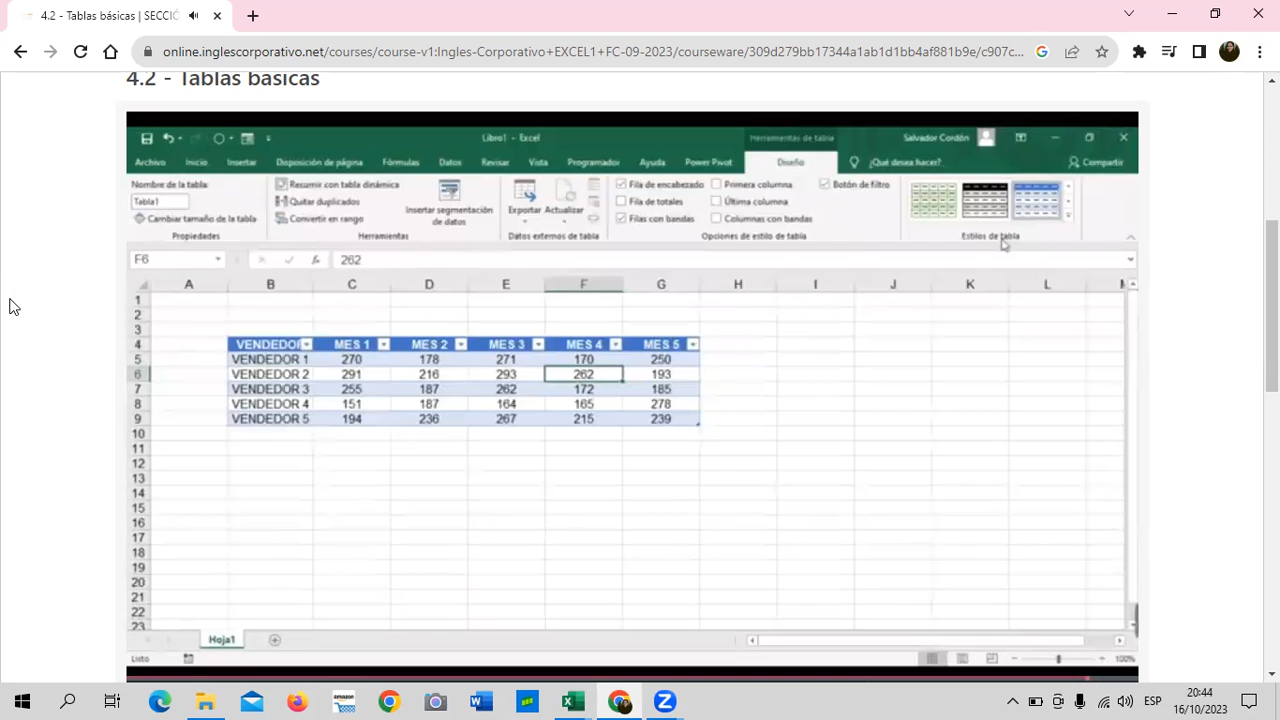 4.2 - Tablas básicas | SECCIÓ
online.inglescorporativo.net/courses/course-v1:Ingles-Corporativo+EXCEL1+FC-09-2023/courseware/309d279bb17344a1ab1d1bb4af881b9e/c907c...
4.2 - Tablas básicas
Libro1 - Excel
Herramientas de tabla
Salvador Cordón
Archivo Inicio Insertar Disposición de página Fórmulas Datos Revisar Vista Programador Ayuda Power Pivot Diseño ¿Qué desea hacer? Compartir
Nombre de la tabla: Resumir con tabla dinámica Fila de encabezado Primera columna Botón de filtro
Tabla1 Quitar duplicados Insertar segmentación de datos Exportar Actualizar Fila de totales Última columna
Cambiar tamaño de la tabla Convertir en rango Filas con bandas Columnas con bandas
Propiedades Herramientas Datos externos de tabla Opciones de estilo de tabla Estilos de tabla
F6 fx 262
A B C D E F G H I J K L M
1
2
3
4 VENDEDOR MES 1 MES 2 MES 3 MES 4 MES 5
5 VENDEDOR 1 270 178 271 170 250
6 VENDEDOR 2 291 216 293 262 193
7 VENDEDOR 3 255 187 262 172 185
8 VENDEDOR 4 151 187 164 165 278
9 VENDEDOR 5 194 236 267 215 239
10
11
12
13
14
15
16
17
18
19
20
21
22
23
Hoja1
Listo 100%
amazon
ESP
20:44
16/10/2023